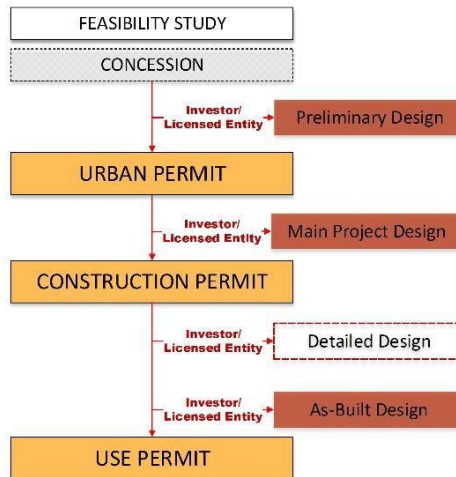 FEASIBILITY STUDY
CONCESSION
Investor/
Licensed Entity
Preliminary Design
URBAN PERMIT
Investor/
Licensed Entity
Main Project Design
CONSTRUCTION PERMIT
Investor/
Licensed Entity
Detailed Design
Investor/
Licensed Entity
As-Built Design
USE PERMIT